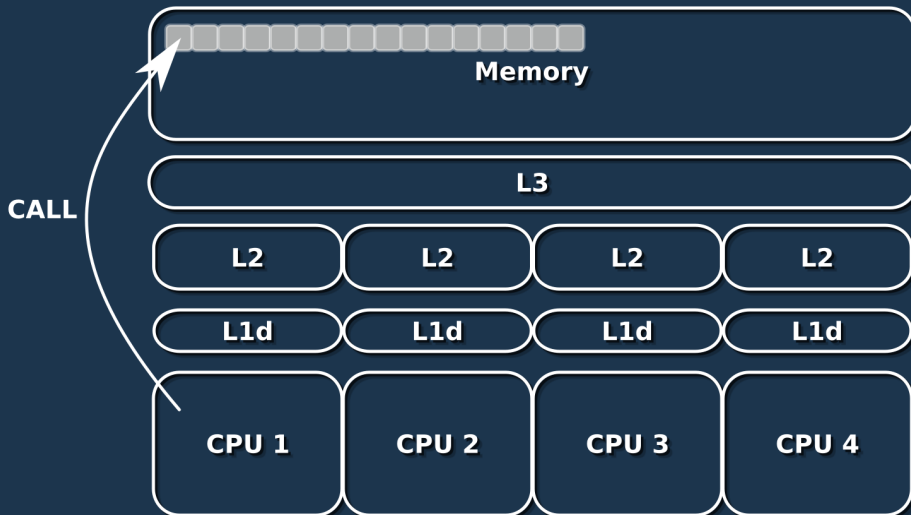 Memory
L3
CALL
L2 L2 L2 L2
L1d L1d L1d L1d
CPU 1 CPU 2 CPU 3 CPU 4